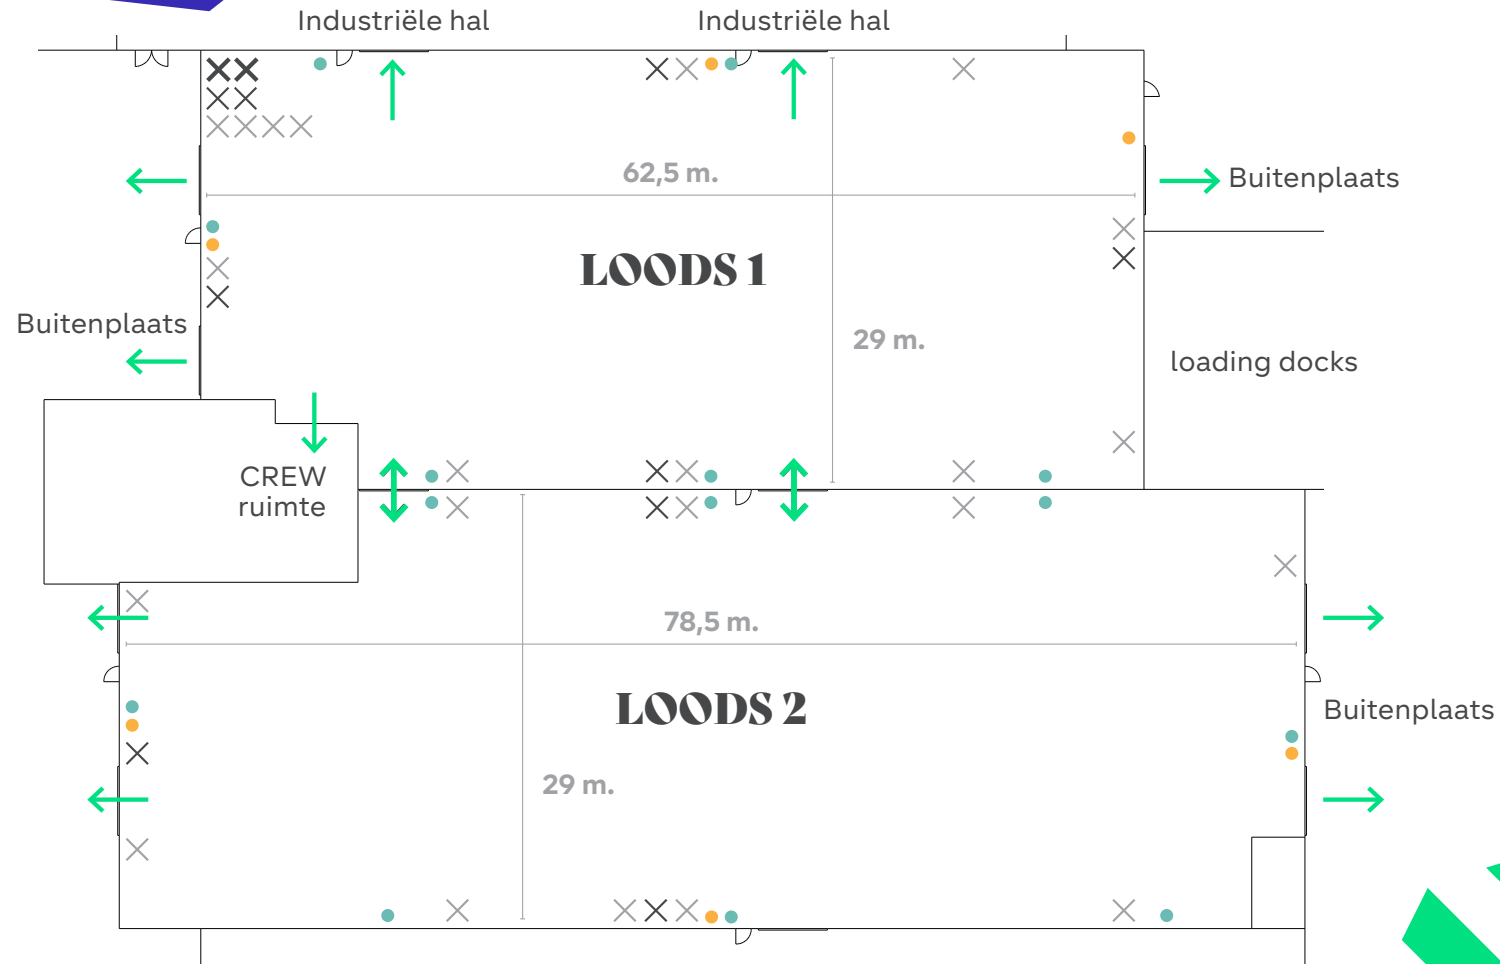 Industriële hal
Industriële hal
62,5 m.
Buitenplaats
LOODS 1
Buitenplaats
29 m.
loading docks
CREW
ruimte
78,5 m.
LOODS 2
Buitenplaats
29 m.